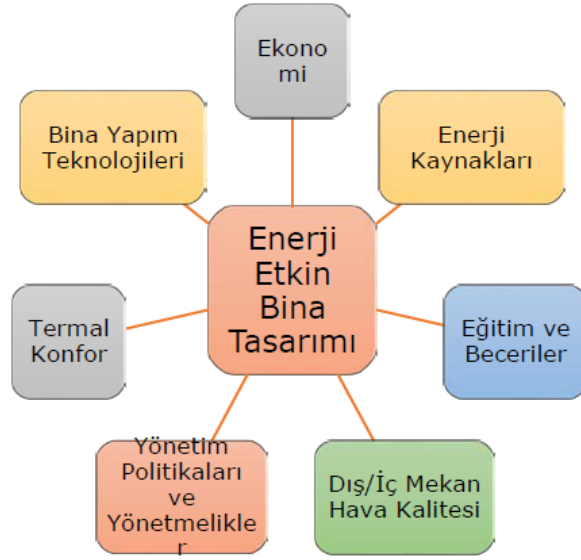 Ekono
mi
Bina Yapım
Teknolojileri
Enerji
Kaynakları
Enerji
Etkin
Bina
Tasarımı
Termal
Konfor
Eğitim ve
Beceriler
Yönetim
Politikaları
ve
Yönetmelikle
r
Dış/İç Mekan
Hava Kalitesi